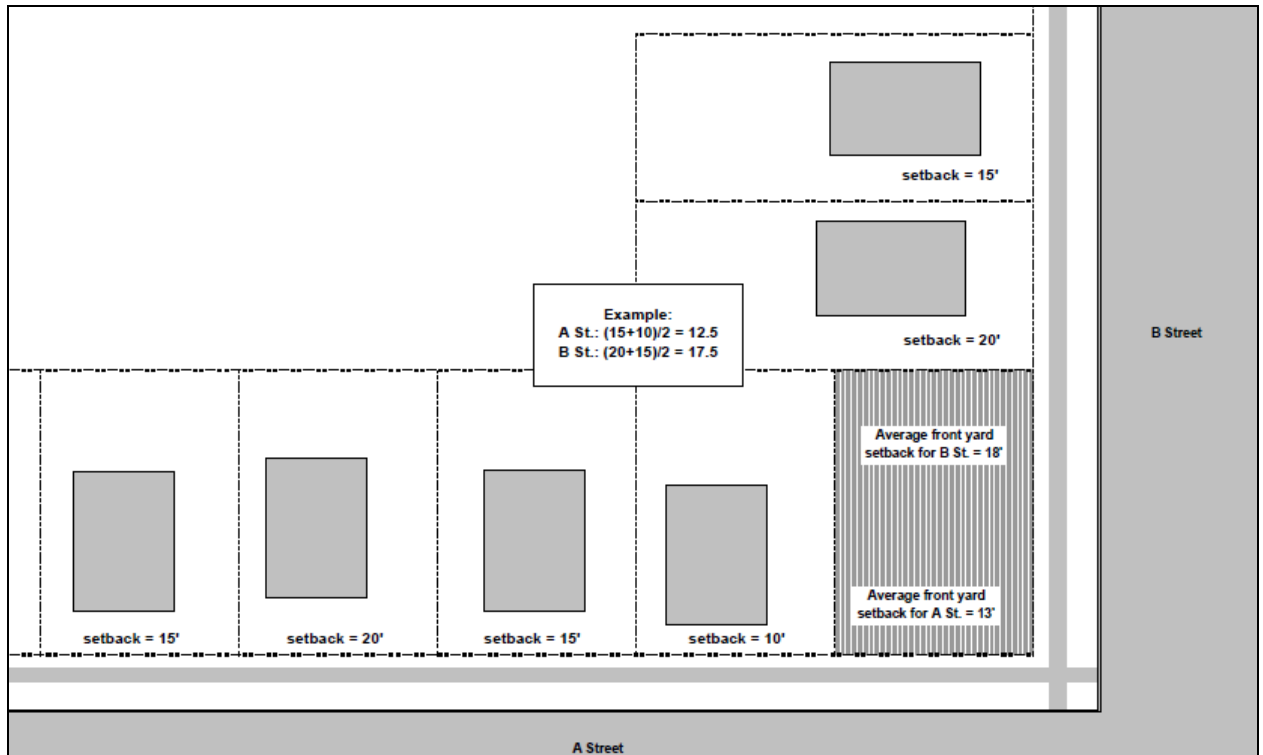 setback = 15'
setback = 20'
Example:
A St.: (15+10)/2 = 12.5
B St.: (20+15)/2 = 17.5
B Street
Average front yard
setback for B St. = 18'
Average front yard
setback for A St. = 13'
setback = 15'
setback = 20'
setback = 15'
setback = 10'
A Street